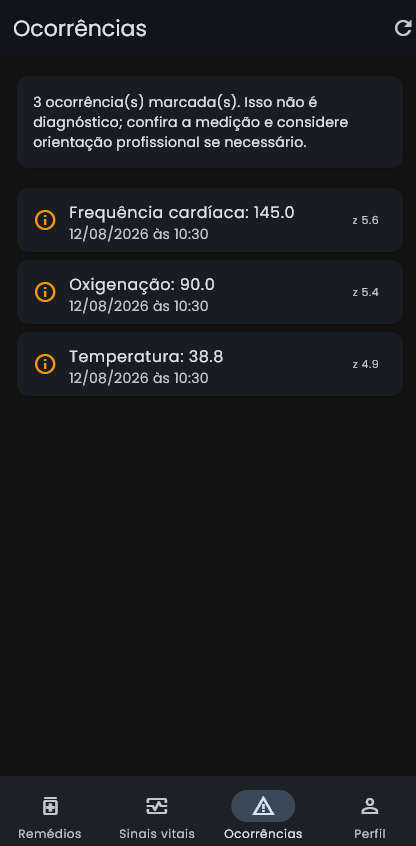 Ocorrências
3 ocorrência(s) marcada(s). Isso não é
diagnóstico; confira a medição e considere
orientação profissional se necessário.
Frequência cardíaca: 145.0
12/08/2026 às 10:30
z 5.6
Oxigenação: 90.0
12/08/2026 às 10:30
z 5.4
Temperatura: 38.8
12/08/2026 às 10:30
z 4.9
Remédios
Sinais vitais
Ocorrências
Perfil